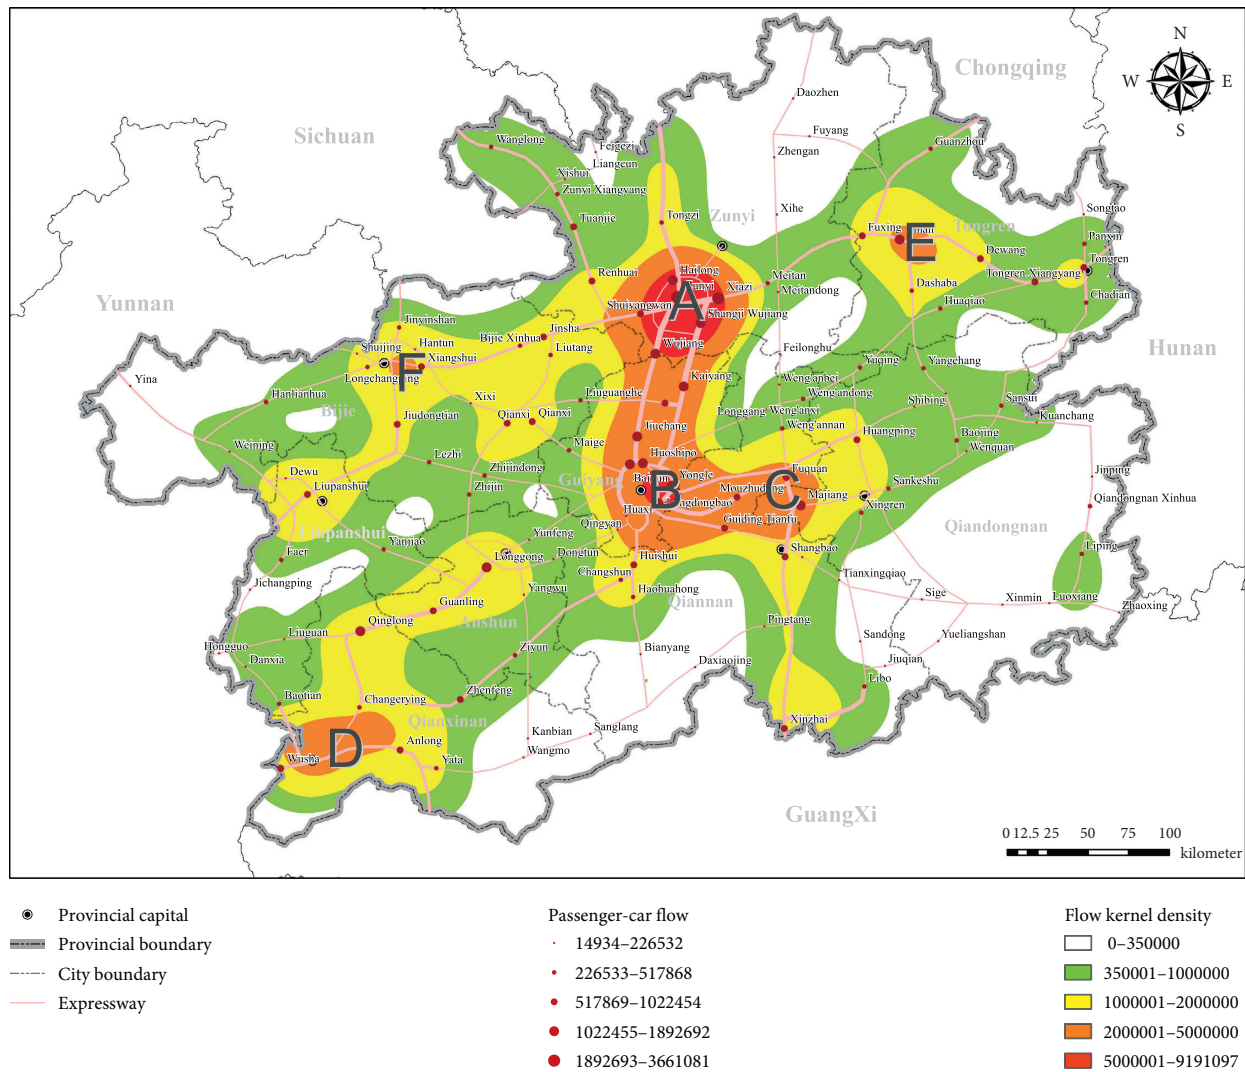 N
W
E
S
Chongqing
Sichuan
Yunnan
Hunan
GuangXi
Zunyi
Tongren
Bijie
Guiyang
Liupanshui
Anshun
Qiannan
Qiandongnan
Qianxinan
A
B
C
D
E
F
Daozhen
Fuyang
Zhengan
Guanzhou
Wanglong
Feigezi
Liangcun
Xishui
Zunyi Xiangyang
Tuanjie
Tongzi
Xihe
Songtao
Fuxing
Panxin
Dewang
Tongren
Tongren Xiangyang
Renhuai
Hailong
Xiazi
Meitan
Meitandong
Dashaba
Huaqiao
Chadian
Shuiyangwan
Shangji Wujiang
Jinyinshan
Jinsha
Bijie Xinhua
Hantun
Shuijing
Xiangshui
Liutang
Wujiang
Feilonghu
Yuqing
Yangchang
Yina
Hanlianhua
Kaiyang
Weng'anbei
Weng'andong
Xixi
Liuguanghe
Longgang
Weng'anxi
Shibing
Sansui
Kuanchang
Jiudongtian
Qianxi
Qianxi
Jiuchang
Weng'annan
Huangping
Baojing
Wenquan
Weining
Maige
Huoshipo
Lezhi
Zhijindong
Yongle
Fuquan
Jinping
Dewu
Liupanshui
Zhijin
Mouzhudong
Majiang
Sankeshu
Qiandongnan Xinhua
Xingren
Guiding Tianfu
Qingyan
Yunfeng
Yanjiao
Faer
Longgong
Dongtun
Huishui
Shangbao
Liping
Changshun
Tianxingqiao
Jichangping
Yangwu
Haohuahong
Sige
Xinmin
Luoxiang
Zhaoxing
Guanling
Qinglong
Liuguan
Pingtang
Sandong
Yueliangshan
Hongguo
Danxia
Ziyun
Bianyang
Daxiaojing
Jiuqian
Libo
Baotian
Changerying
Zhenfeng
Xinzhai
Kanbian
Sanglang
Anlong
Wangmo
Wusha
Yata
0 12.5 25 50 75 100
kilometer
Provincial capital
Provincial boundary
City boundary
Expressway
Passenger-car flow
14934–226532
226533–517868
517869–1022454
1022455–1892692
1892693–3661081
Flow kernel density
0–350000
350001–1000000
1000001–2000000
2000001–5000000
5000001–9191097